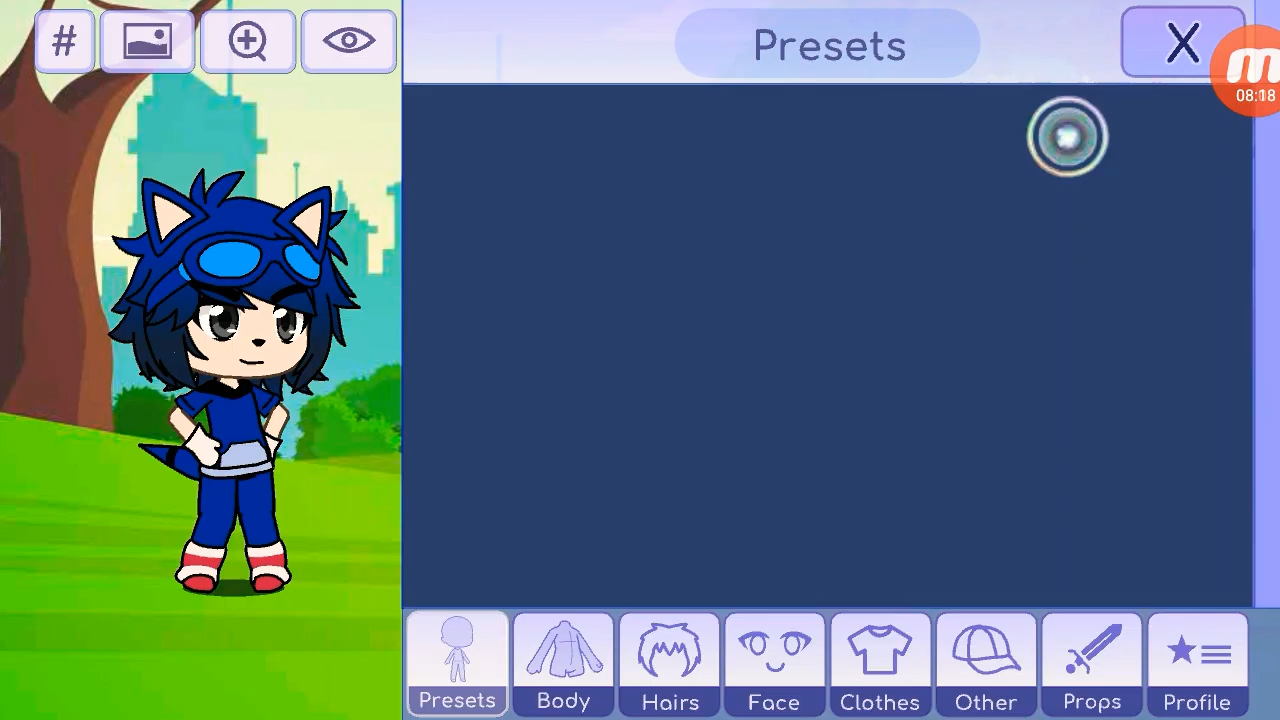 #
Presets
X
08:18
Presets
Body
Hairs
Face
Clothes
Other
Props
Profile